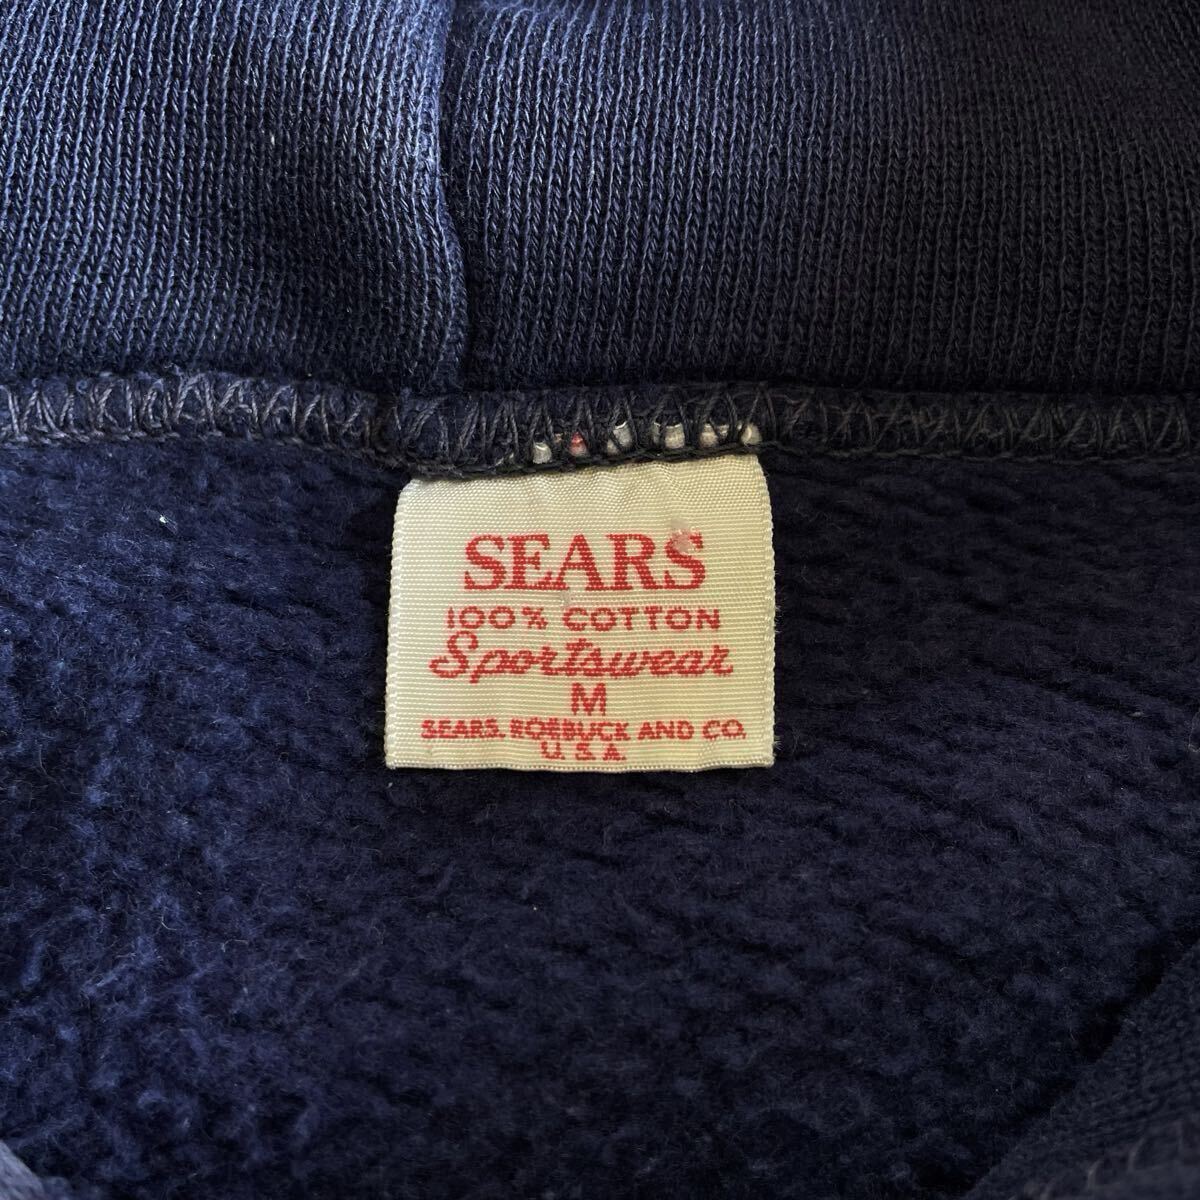 SEARS
100% COTTON
Sportswear
M
SEARS, ROEBUCK AND CO.
U.S.A.